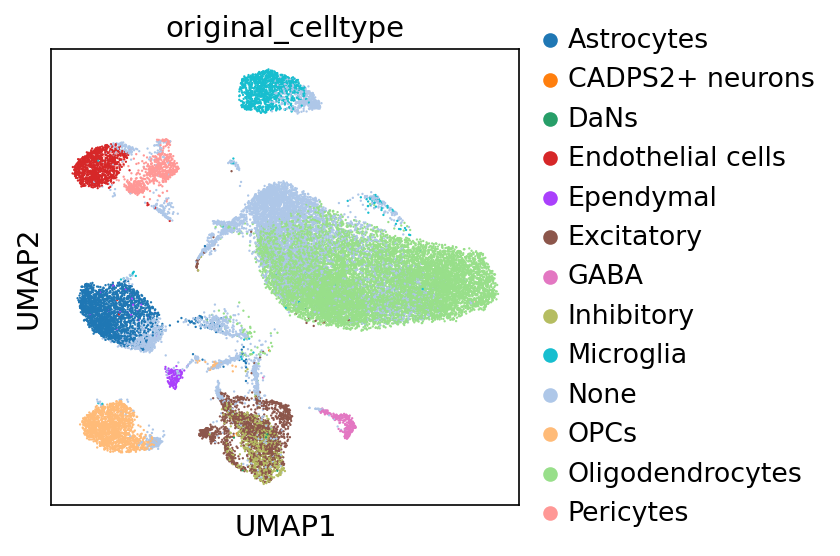 original_celltype
UMAP2
UMAP1
Astrocytes
CADPS2+ neurons
DaNs
Endothelial cells
Ependymal
Excitatory
GABA
Inhibitory
Microglia
None
OPCs
Oligodendrocytes
Pericytes